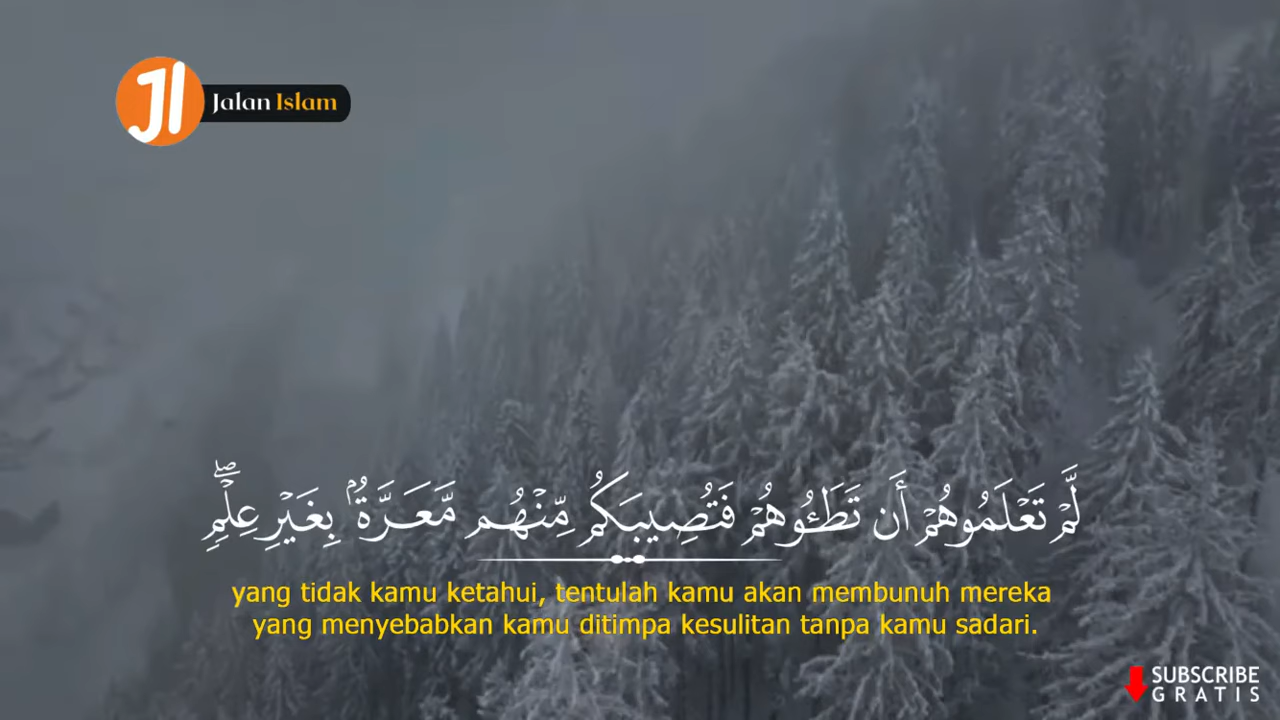 JI Jalan Islam
لَّمْ تَعْلَمُوهُمْ أَن تَطَـُٔوهُمْ فَتُصِيبَكُم مِّنْهُم مَّعَرَّةٌۢ بِغَيْرِ عِلْمٍۢ ۖ
yang tidak kamu ketahui, tentulah kamu akan membunuh mereka
yang menyebabkan kamu ditimpa kesulitan tanpa kamu sadari.
SUBSCRIBE
GRATIS